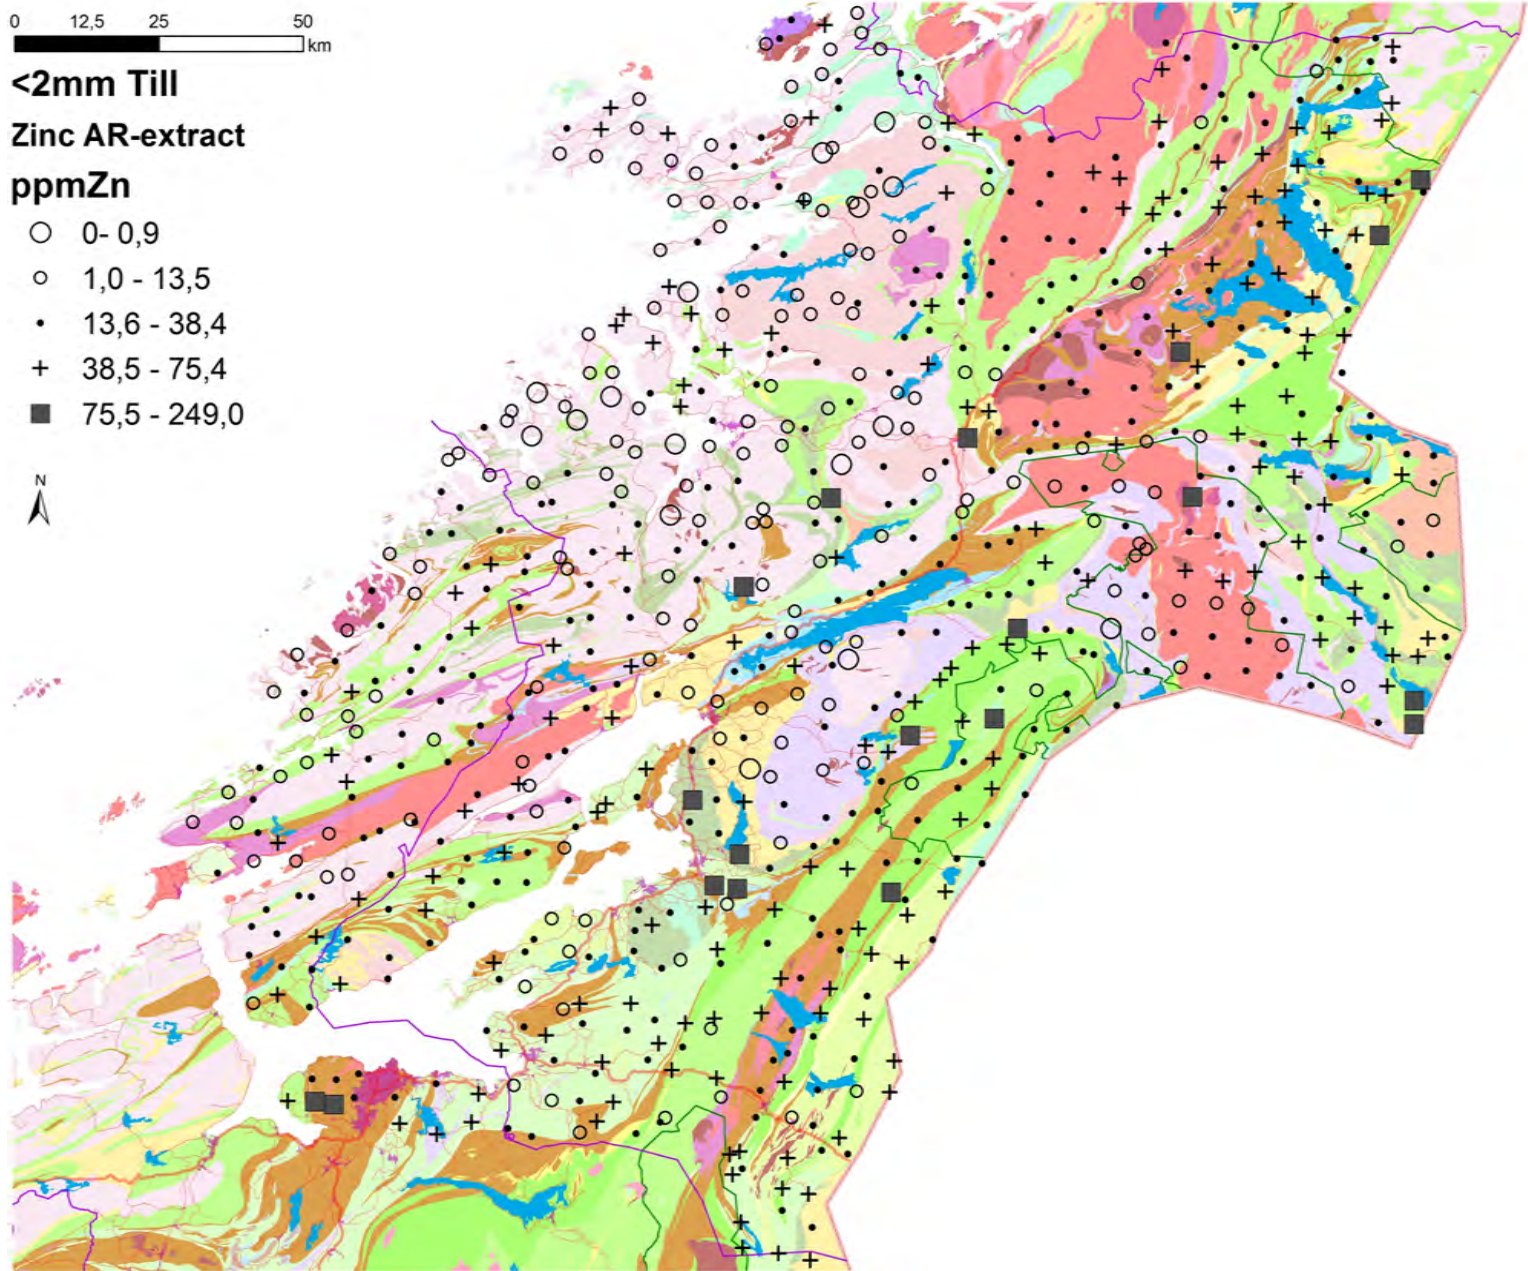 0 12,5 25 50
km
<2mm Till
Zinc AR-extract
ppmZn
0- 0,9
1,0 - 13,5
13,6 - 38,4
38,5 - 75,4
75,5 - 249,0
N